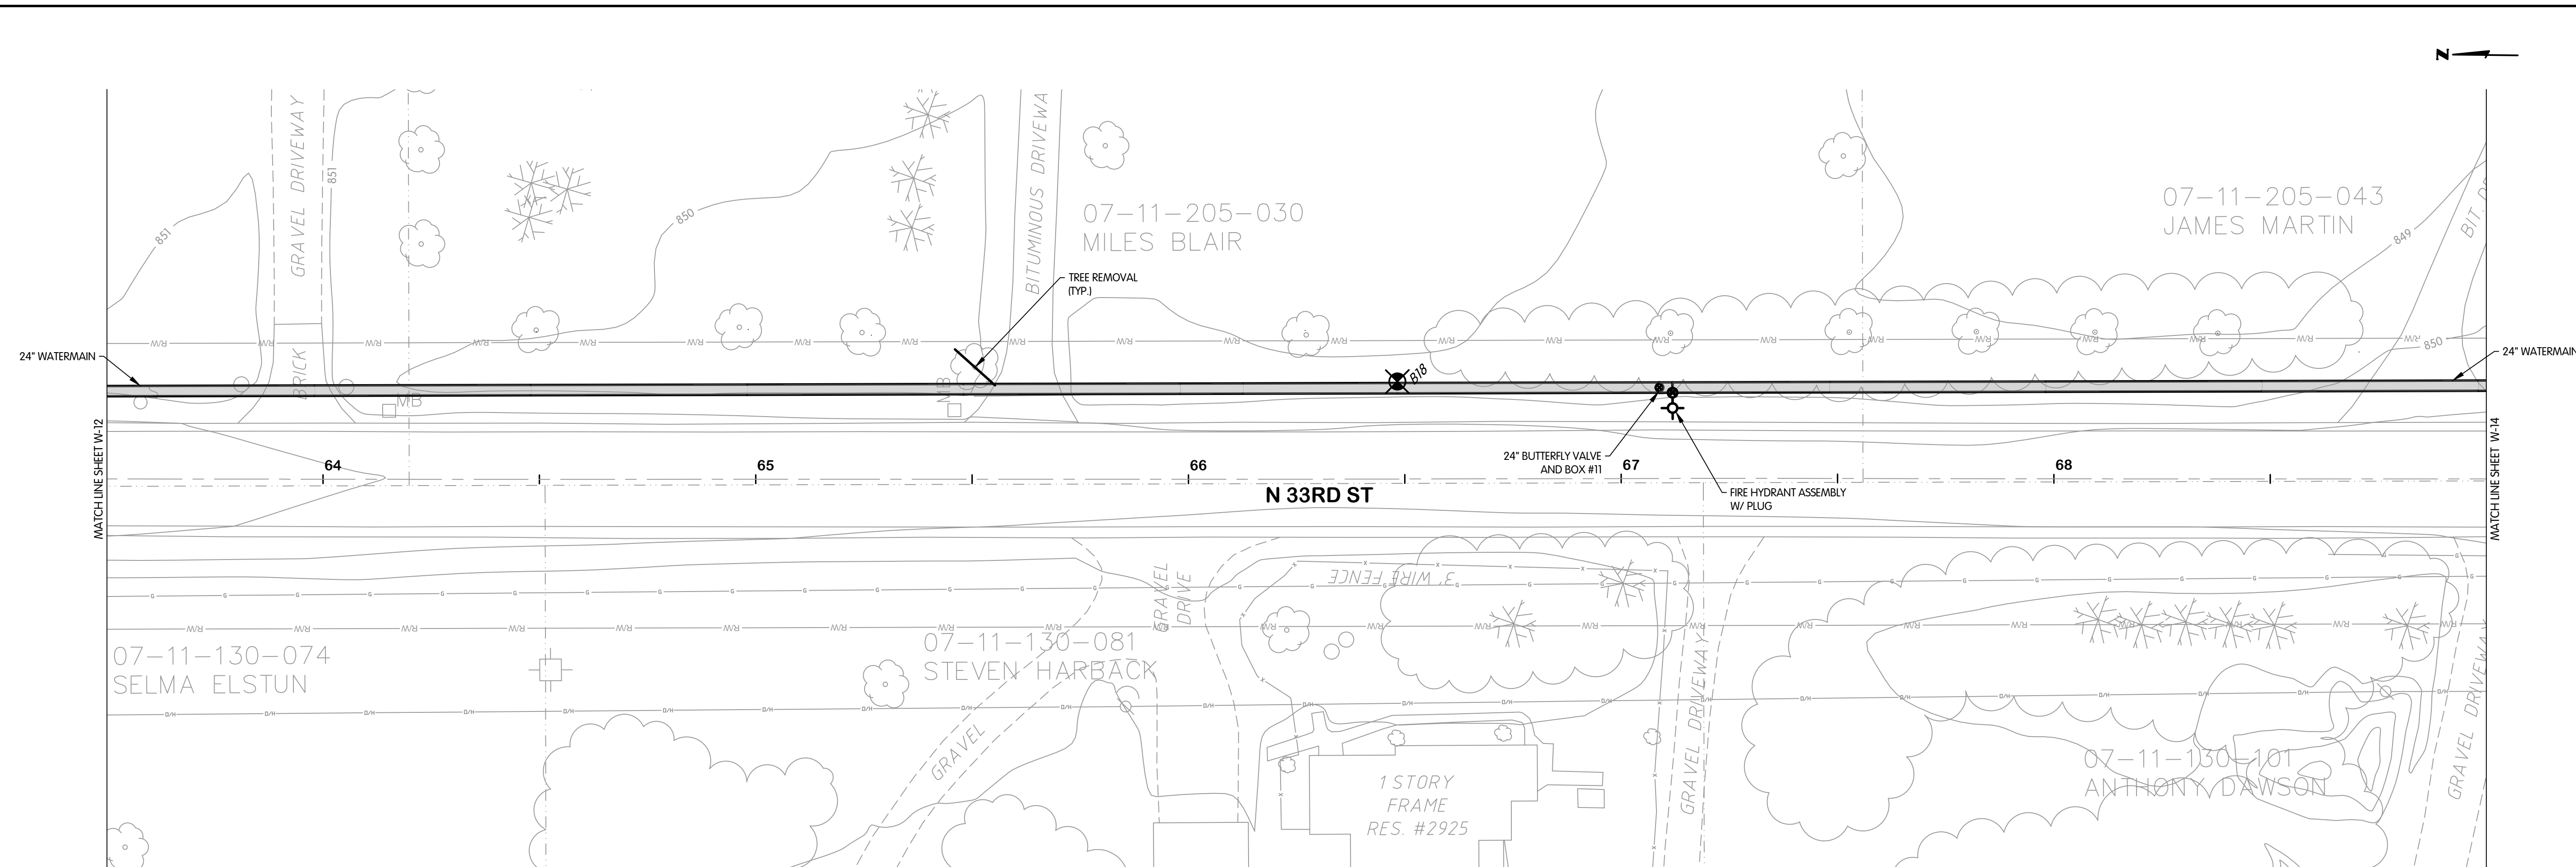 N
GRAVEL DRIVEWAY
851
851
850
BITUMINOUS DRIVEWA
07-11-205-030
MILES BLAIR
07-11-205-043
JAMES MARTIN
849
BIT. D
TREE REMOVAL
(TYP.)
R/W R/W R/W R/W R/W R/W R/W R/W R/W R/W R/W R/W R/W R/W R/W R/W R/W R/W R/W R/W R/W R/W
850
24" WATERMAIN
24" WATERMAIN
BRICK
MB
MB
B18
MATCH LINE SHEET W-12
MATCH LINE SHEET W-14
24" BUTTERFLY VALVE
AND BOX #11
64
65
66
67
68
N 33RD ST
FIRE HYDRANT ASSEMBLY
W/ PLUG
GRAVEL
DRIVE
3' WIRE FENCE
G G G G G G G G G G G G G G G G G G G G G G G G G G G G G G G G
R/W R/W R/W R/W R/W R/W R/W R/W R/W R/W R/W R/W R/W R/W R/W R/W R/W R/W R/W R/W R/W
07-11-130-074
SELMA ELSTUN
07-11-130-081
STEVEN HARBACK
GRAVEL
GRAVEL DRIVEWAY
GRAVEL DRIVEWA
07-11-130-101
ANTHONY DAWSON
1 STORY
FRAME
RES. #2925